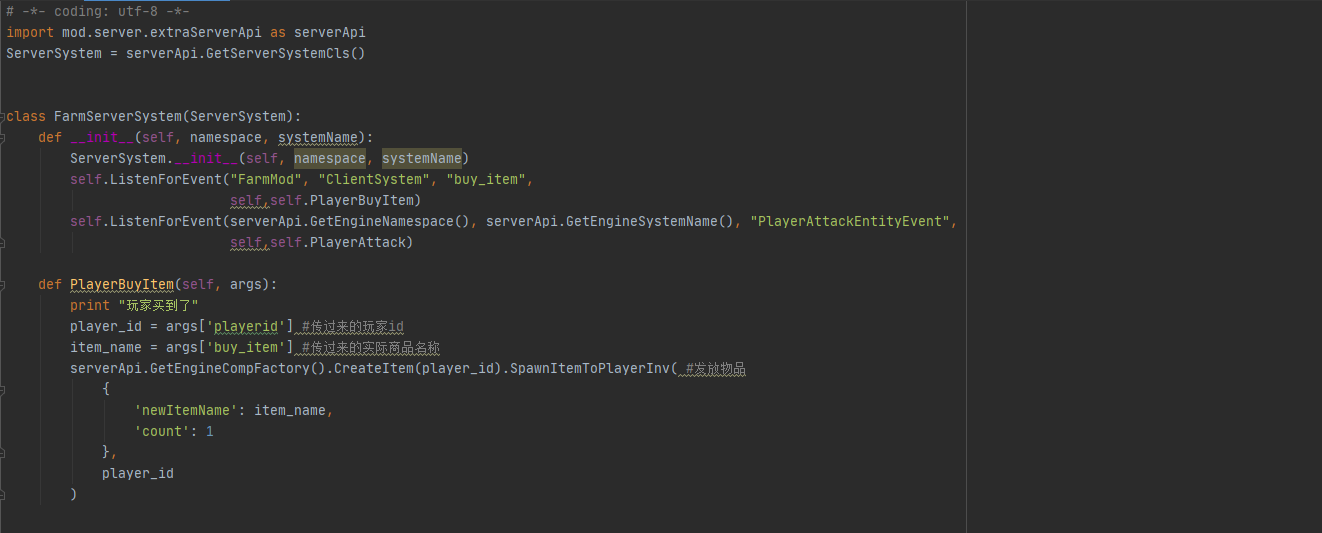 # -*- coding: utf-8 -*-
import mod.server.extraServerApi as serverApi
ServerSystem = serverApi.GetServerSystemCls()
class FarmServerSystem(ServerSystem):
    def __init__(self, namespace, systemName):
        ServerSystem.__init__(self, namespace, systemName)
        self.ListenForEvent("FarmMod", "ClientSystem", "buy_item",
                            self,self.PlayerBuyItem)
        self.ListenForEvent(serverApi.GetEngineNamespace(), serverApi.GetEngineSystemName(), "PlayerAttackEntityEvent",
                            self,self.PlayerAttack)
    def PlayerBuyItem(self, args):
        print "玩家买到了"
        player_id = args['playerid'] #传过来的玩家id
        item_name = args['buy_item'] #传过来的实际商品名称
        serverApi.GetEngineCompFactory().CreateItem(player_id).SpawnItemToPlayerInv( #发放物品
            {
                'newItemName': item_name,
                'count': 1
            },
            player_id
        )